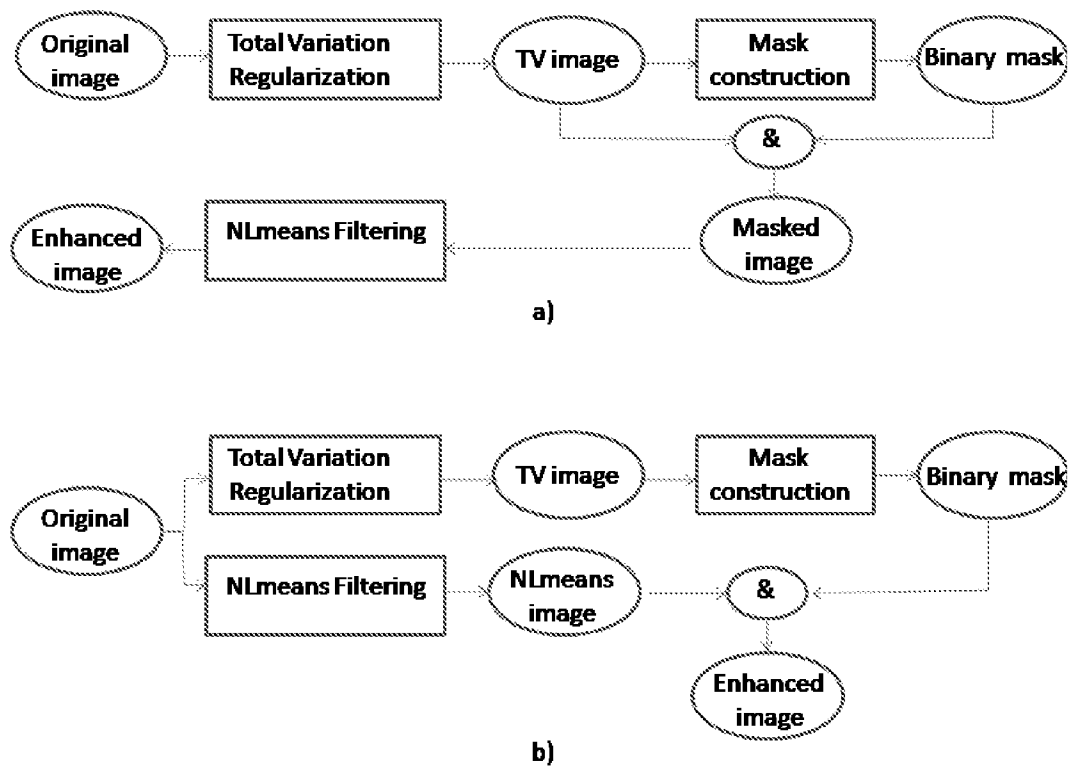 Original
image
Total Variation
Regularization
TV image
Mask
construction
Binary mask
&
Enhanced
image
NLmeans Filtering
Masked
image
a)
Original
image
Total Variation
Regularization
TV image
Mask
construction
Binary mask
NLmeans Filtering
NLmeans
image
&
Enhanced
image
b)